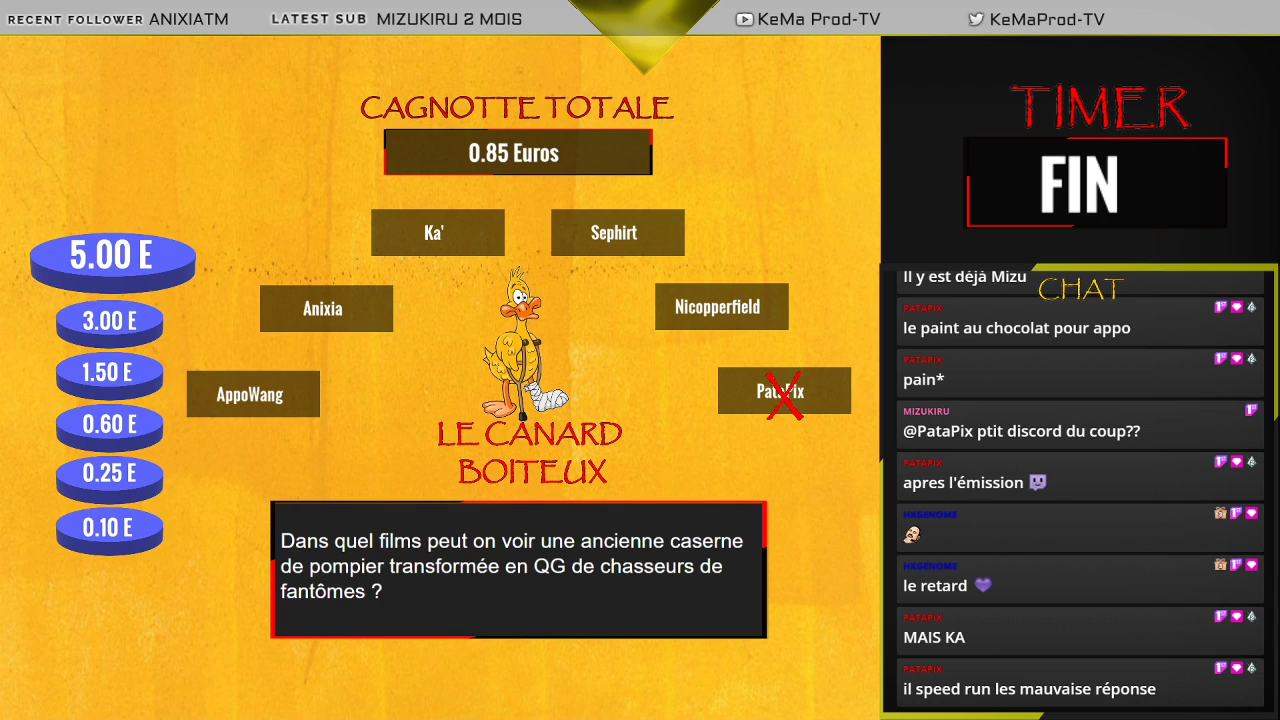 RECENT FOLLOWER ANIXIATM
LATEST SUB MIZUKIRU 2 MOIS
KeMa Prod-TV
KeMaProd-TV
CAGNOTTE TOTALE
0.85 Euros
Ka'
Sephirt
Anixia
Nicopperfield
AppoWang
PataPix
5.00 E
3.00 E
1.50 E
0.60 E
0.25 E
0.10 E
LE CANARD
BOITEUX
Dans quel films peut on voir une ancienne caserne
de pompier transformée en QG de chasseurs de
fantômes ?
TIMER
FIN
CHAT
Il y est déjà Mizu
PATAPIX
le paint au chocolat pour appo
PATAPIX
pain*
MIZUKIRU
@PataPix ptit discord du coup??
PATAPIX
apres l'émission
HXGENOME
HXGENOME
le retard
PATAPIX
MAIS KA
PATAPIX
il speed run les mauvaise réponse